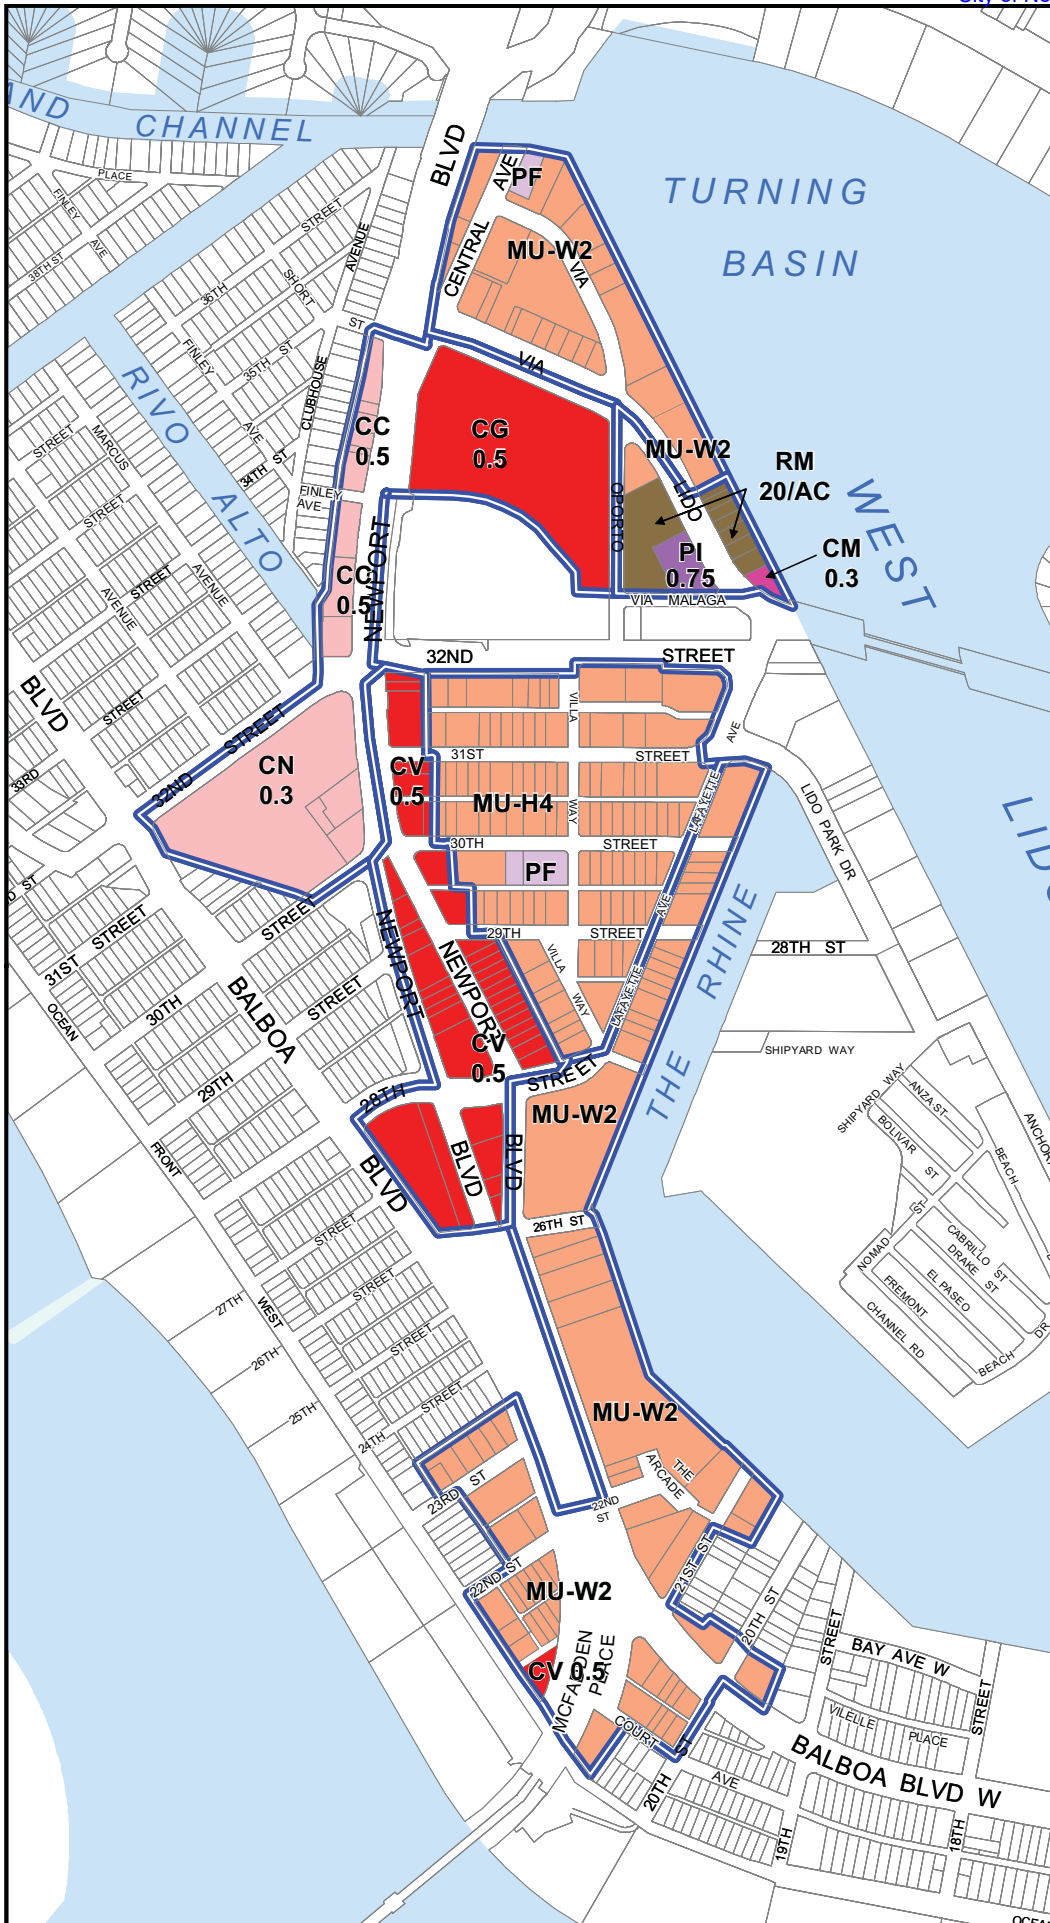 CHANNEL
PLACE
FINLEY
AVE
38TH ST
STREET
36TH
SHORT
AVENUE
BLVD
AVE
PF
CENTRAL
MU-W2
VIA
TURNING
BASIN
ST
FINLEY
35TH ST
CLUBHOUSE
VIA
RIVO
ALTO
STREET
MARCUS
AVE
34TH ST
CC
0.5
CG
0.5
MU-W2
RM
20/AC
STREET
FINLEY
AVE
OPORTO
LIDO
WEST
PI
0.75
CM
0.3
STREET
AVENUE
AVENUE
CC
0.5
NEWPORT
VIA MALAGA
32ND
STREET
BLVD
STREET
STREET
VILLA
AVE
31ST
STREET
33RD
32ND
CN
0.3
CV
0.5
MU-H4
WAY
LAFAYETTE
LIDO PARK DR
30TH
STREET
PF
STREET
STREET
AVE
29TH
STREET
THE RHINE
28TH ST
31ST
30TH
OCEAN
BALBOA
STREET
NEWPORT
NEWPORT
VILLA
WAY
LAFAYETTE
CV
0.5
SHIPYARD WAY
29TH
28TH
STREET
MU-W2
SHIPYARD WAY
ANZA ST
BOLIVAR ST
BEACH
FRONT
BLVD
BLVD
BLVD
STREET
26TH ST
ST
NOMAD
CABRILLO ST
DRAKE ST
EL PASEO
FREMONT
CHANNEL RD
BEACH
DR
27TH
WEST
STREET
26TH
STREET
25TH
STREET
24TH
MU-W2
23RD ST
THE
ARCADE
22ND
ST
21ST ST
22ND ST
MU-W2
20TH ST
STREET
BAY AVE W
CV 0.5
MCFADDEN
PLACE
COURT
ST
VILELLE PLACE
STREET
BALBOA BLVD W
20TH
AVE
19TH
18TH